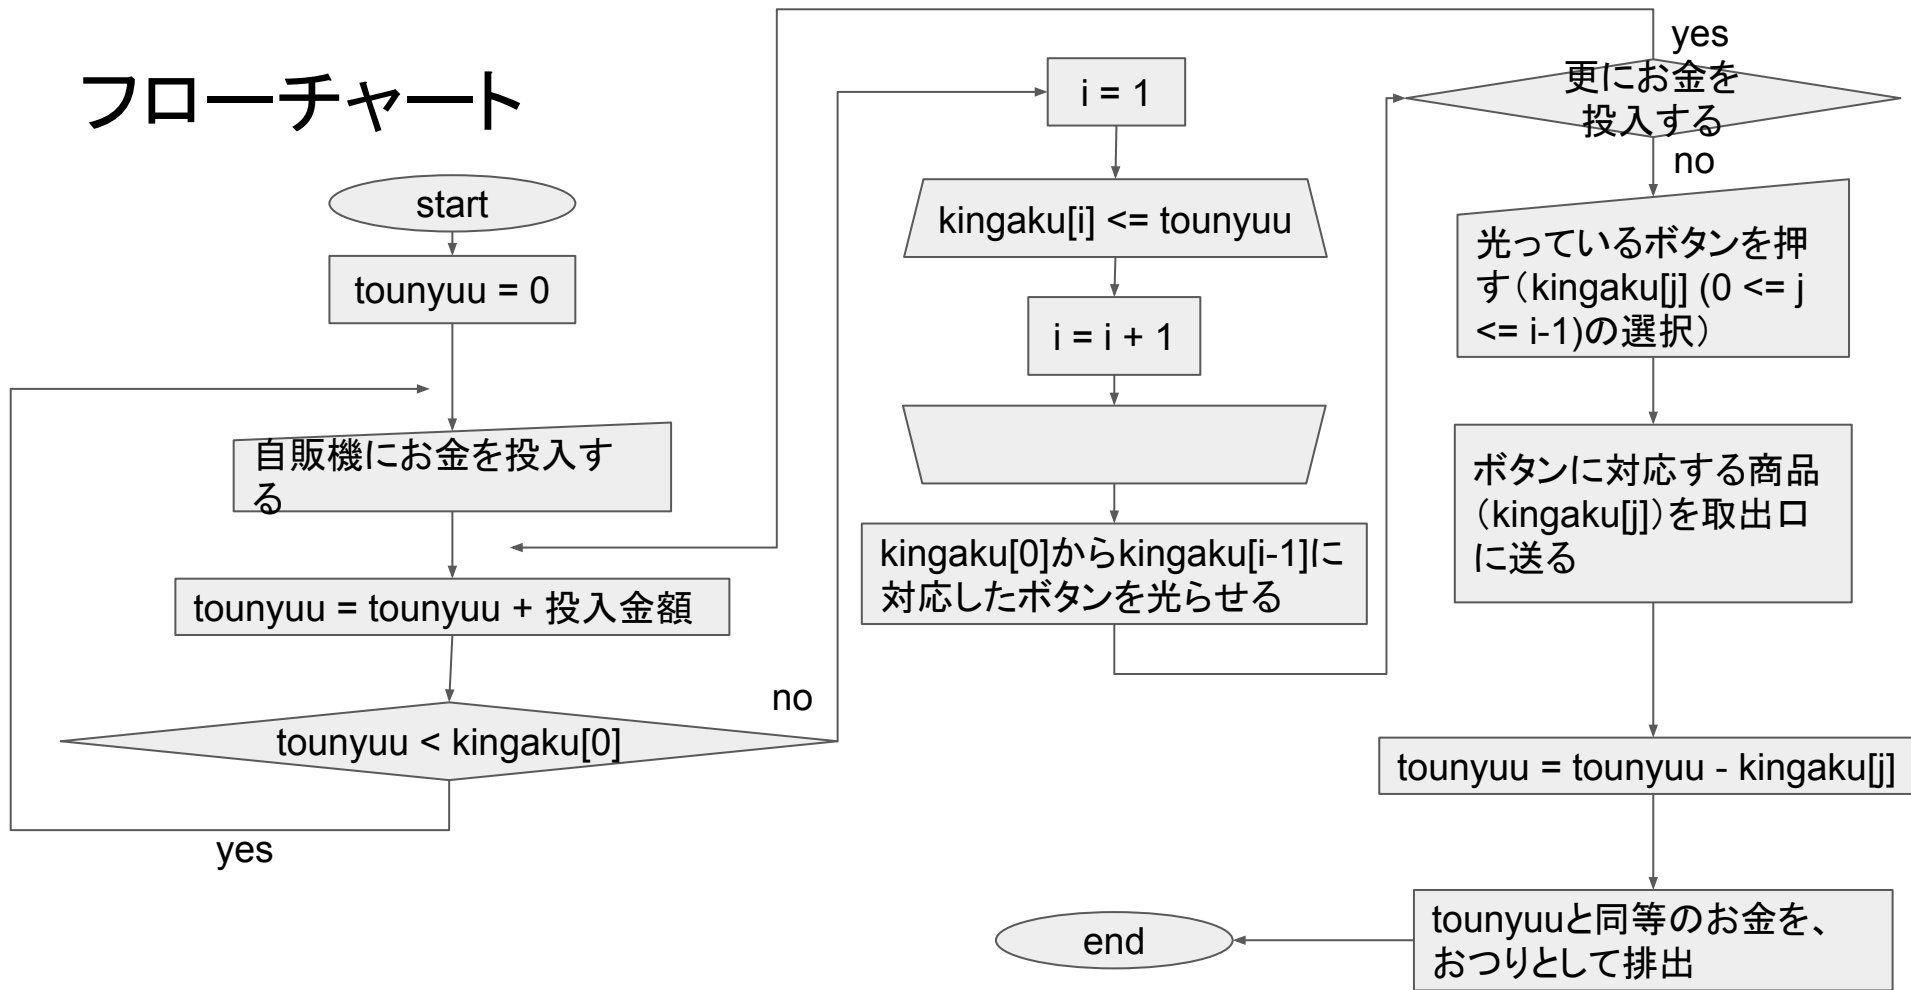 フローチャート
start
tounyuu = 0
自販機にお金を投入す
る
tounyuu = tounyuu + 投入金額
tounyuu < kingaku[0]
no
yes
i = 1
kingaku[i] <= tounyuu
i = i + 1
kingaku[0]からkingaku[i-1]に
対応したボタンを光らせる
yes
更にお金を
投入する
no
光っているボタンを押
す（kingaku[j] (0 <= j
<= i-1)の選択）
ボタンに対応する商品
（kingaku[j]）を取出口
に送る
tounyuu = tounyuu - kingaku[j]
tounyuuと同等のお金を、
おつりとして排出
end